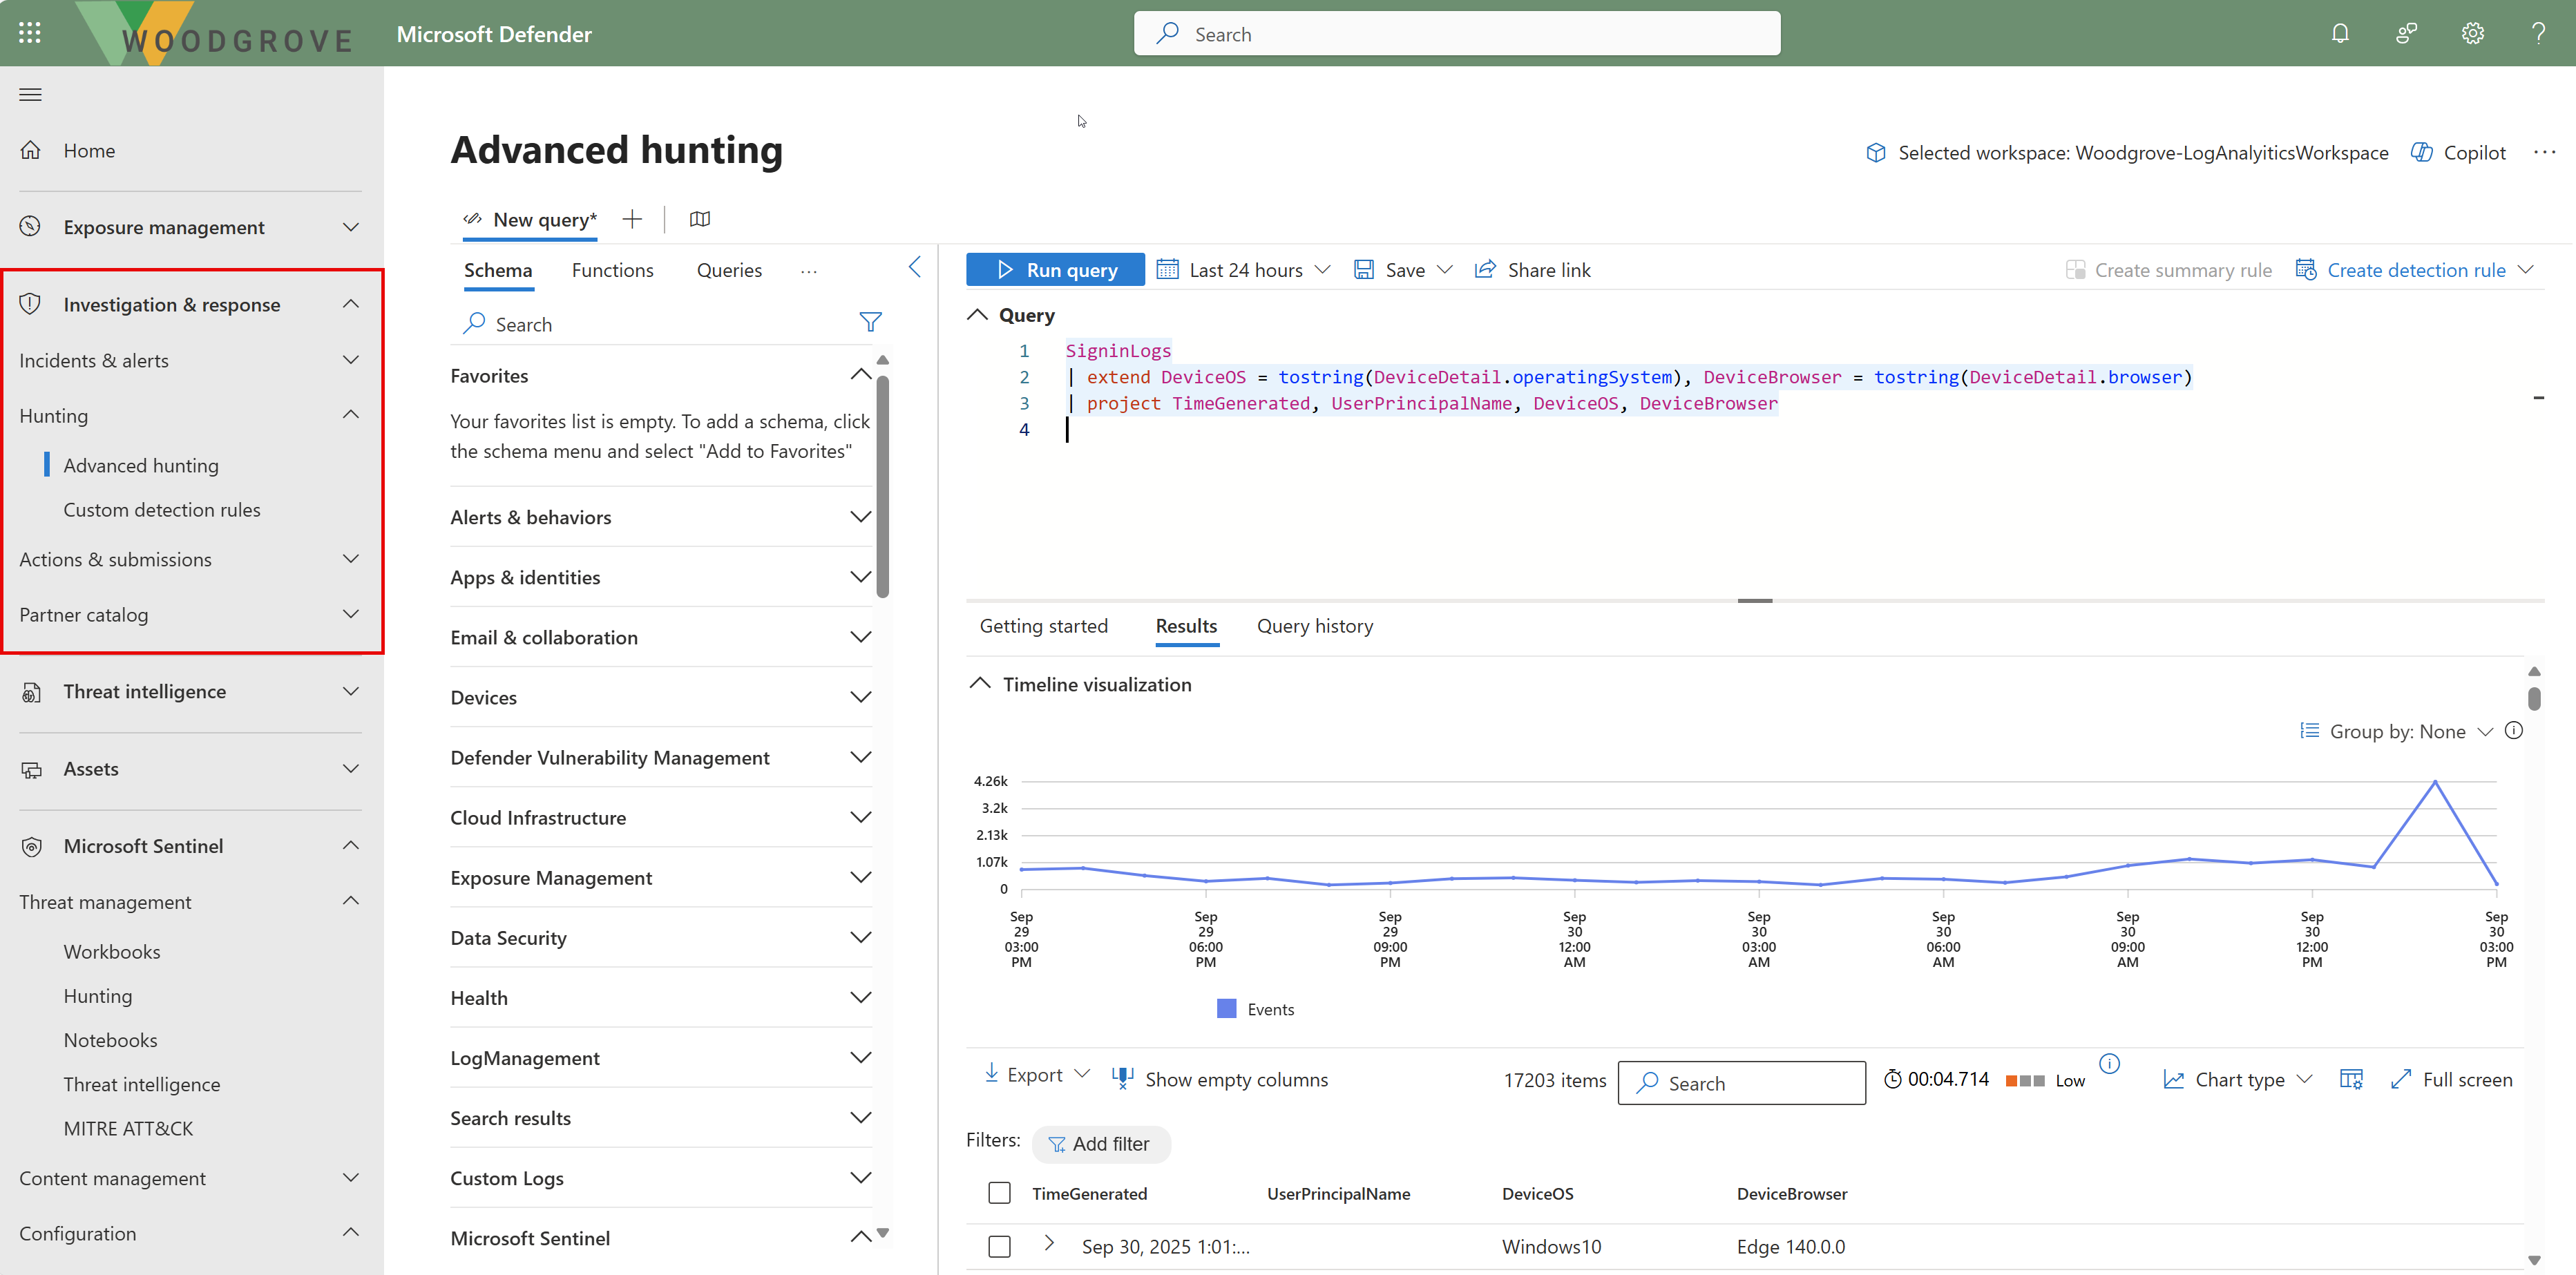 WOODGROVE
Microsoft Defender
Search
Home
Exposure management
Investigation & response
Incidents & alerts
Hunting
Advanced hunting
Custom detection rules
Actions & submissions
Partner catalog
Threat intelligence
Assets
Microsoft Sentinel
Threat management
Workbooks
Hunting
Notebooks
Threat intelligence
MITRE ATT&CK
Content management
Configuration
Advanced hunting
Selected workspace: Woodgrove-LogAnalyiticsWorkspace
Copilot
New query*
Schema
Functions
Queries
Search
Favorites
Your favorites list is empty. To add a schema, click
the schema menu and select "Add to Favorites"
Alerts & behaviors
Apps & identities
Email & collaboration
Devices
Defender Vulnerability Management
Cloud Infrastructure
Exposure Management
Data Security
Health
LogManagement
Search results
Custom Logs
Microsoft Sentinel
Run query
Last 24 hours
Save
Share link
Create summary rule
Create detection rule
Query
1 SigninLogs
2 | extend DeviceOS = tostring(DeviceDetail.operatingSystem), DeviceBrowser = tostring(DeviceDetail.browser)
3 | project TimeGenerated, UserPrincipalName, DeviceOS, DeviceBrowser
4
Getting started
Results
Query history
Timeline visualization
Group by: None
4.26k
3.2k
2.13k
1.07k
0
Sep 29 03:00 PM
Sep 29 06:00 PM
Sep 29 09:00 PM
Sep 30 12:00 AM
Sep 30 03:00 AM
Sep 30 06:00 AM
Sep 30 09:00 AM
Sep 30 12:00 PM
Sep 30 03:00 PM
Events
Export
Show empty columns
17203 items
Search
00:04.714
Low
Chart type
Full screen
Filters:
Add filter
TimeGenerated
UserPrincipalName
DeviceOS
DeviceBrowser
Sep 30, 2025 1:01:...
Windows10
Edge 140.0.0